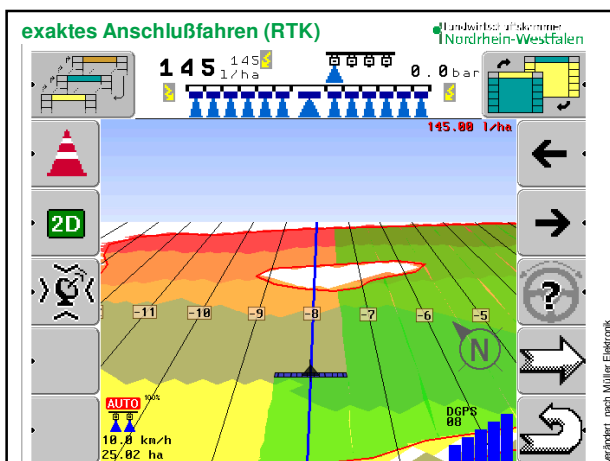 exaktes Anschlußfahren (RTK)
Landwirtschaftskammer
Nordrhein-Westfalen
145 145
l/ha
0.0 bar
145.00 l/ha
2D
-11 -10 -9 -8 -7 -6 -5
?
N
AUTO 100%
DGPS
08
10.0 km/h
25.02 ha
verändert nach Müller Elektronik